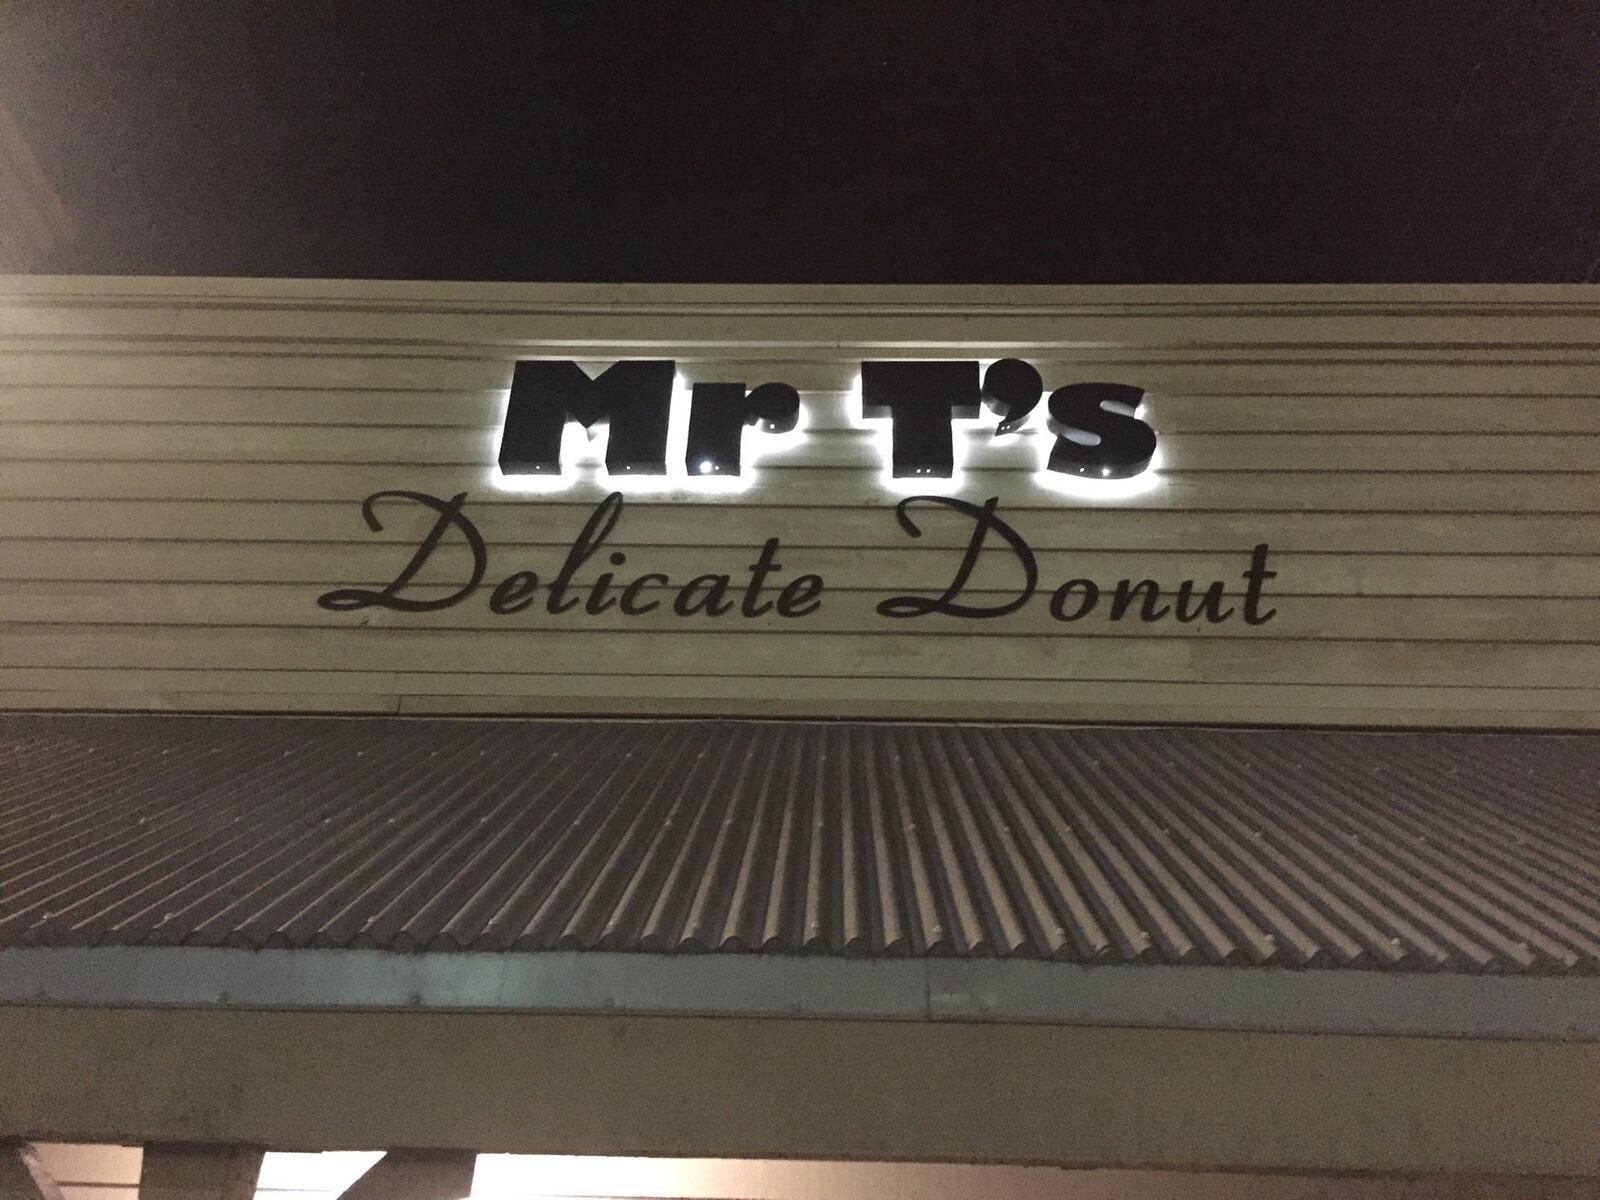 Mr T's
Delicate Donut